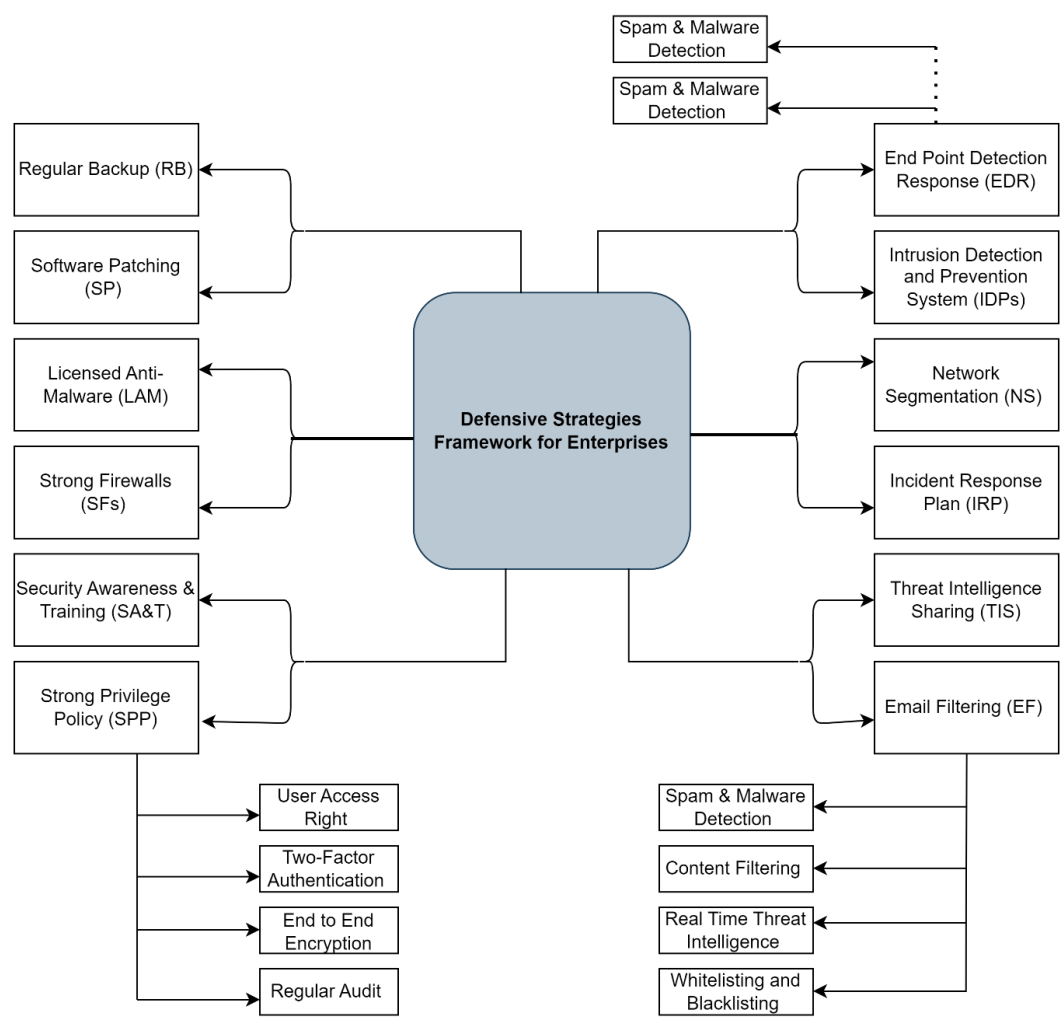 Spam & Malware
Detection
Spam & Malware
Detection
Regular Backup (RB)
End Point Detection
Response (EDR)
Software Patching
(SP)
Intrusion Detection
and Prevention
System (IDPs)
Licensed Anti-
Malware (LAM)
Defensive Strategies
Framework for Enterprises
Network
Segmentation (NS)
Strong Firewalls
(SFs)
Incident Response
Plan (IRP)
Security Awareness &
Training (SA&T)
Threat Intelligence
Sharing (TIS)
Strong Privilege
Policy (SPP)
Email Filtering (EF)
User Access
Right
Spam & Malware
Detection
Two-Factor
Authentication
Content Filtering
End to End
Encryption
Real Time Threat
Intelligence
Regular Audit
Whitelisting and
Blacklisting